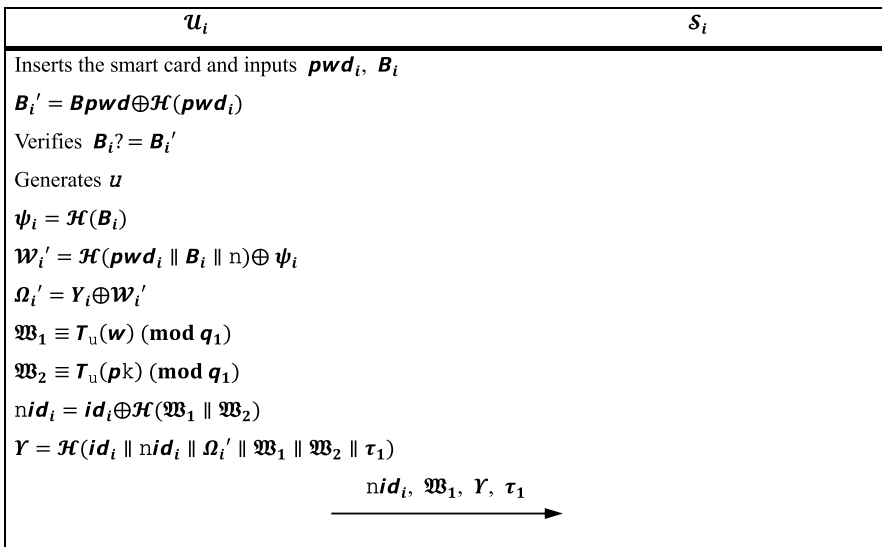 𝓤ᵢ 𝓢ᵢ
Inserts the smart card and inputs pwdᵢ, Bᵢ
Bᵢ′ = Bpwd⊕ℋ(pwdᵢ)
Verifies Bᵢ? = Bᵢ′
Generates u
ψᵢ = ℋ(Bᵢ)
𝒲ᵢ′ = ℋ(pwdᵢ ∥ Bᵢ ∥ n)⊕ ψᵢ
Ωᵢ′ = Yᵢ⊕𝒲ᵢ′
𝔚₁ ≡ Tᵤ(w) (mod q₁)
𝔚₂ ≡ Tᵤ(pk) (mod q₁)
nidᵢ = idᵢ⊕ℋ(𝔚₁ ∥ 𝔚₂)
ϒ = ℋ(idᵢ ∥ nidᵢ ∥ Ωᵢ′ ∥ 𝔚₁ ∥ 𝔚₂ ∥ τ₁)
nidᵢ, 𝔚₁, ϒ, τ₁